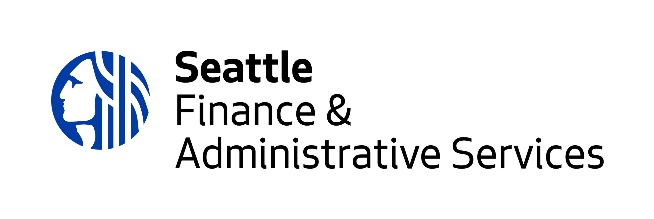 Seattle
Finance &
Administrative Services